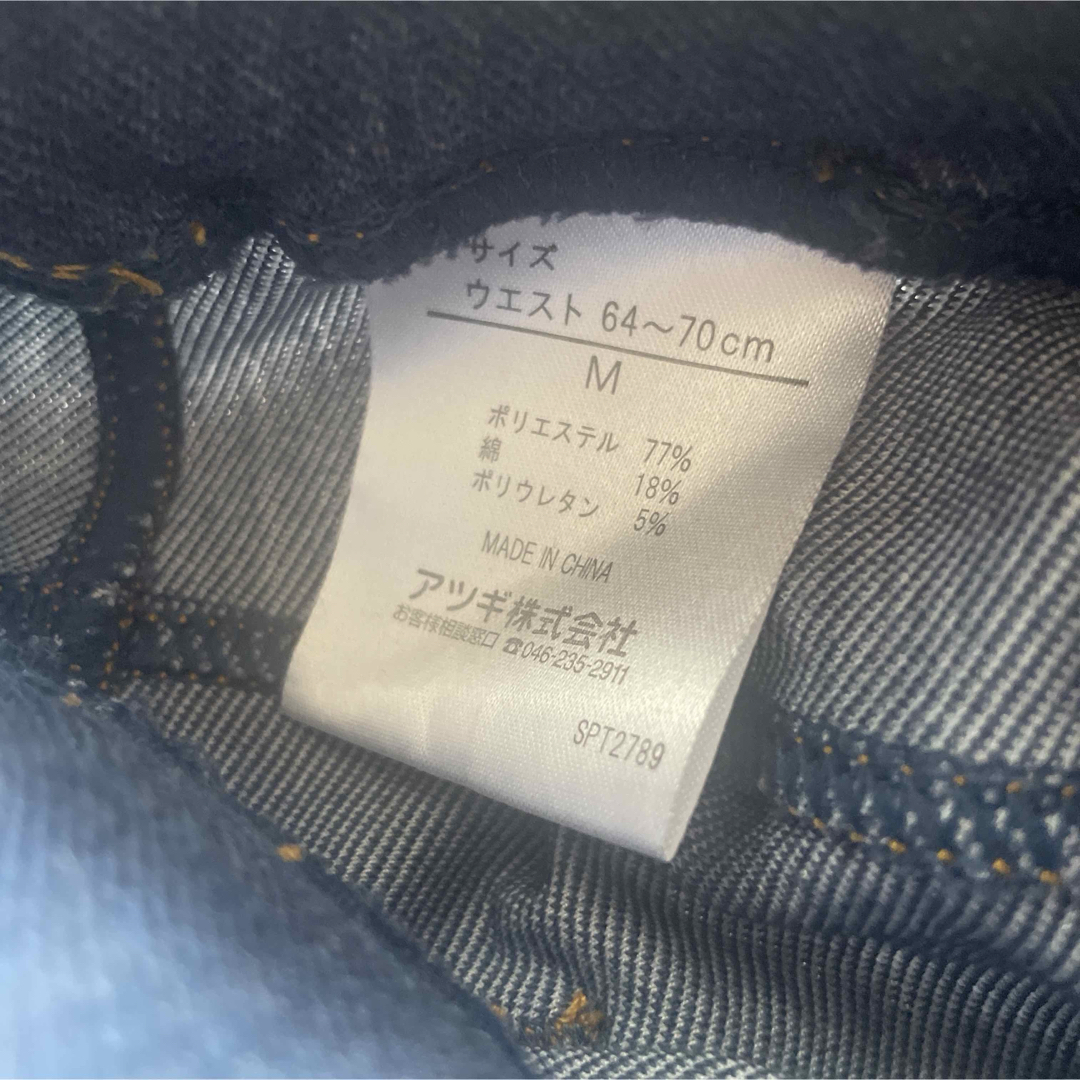 サイズ
ウエスト 64～70cm
M
ポリエステル 77%
綿 18%
ポリウレタン 5%
MADE IN CHINA
アツギ株式会社
お客様相談窓口 ☎046-235-2911
SPT2789